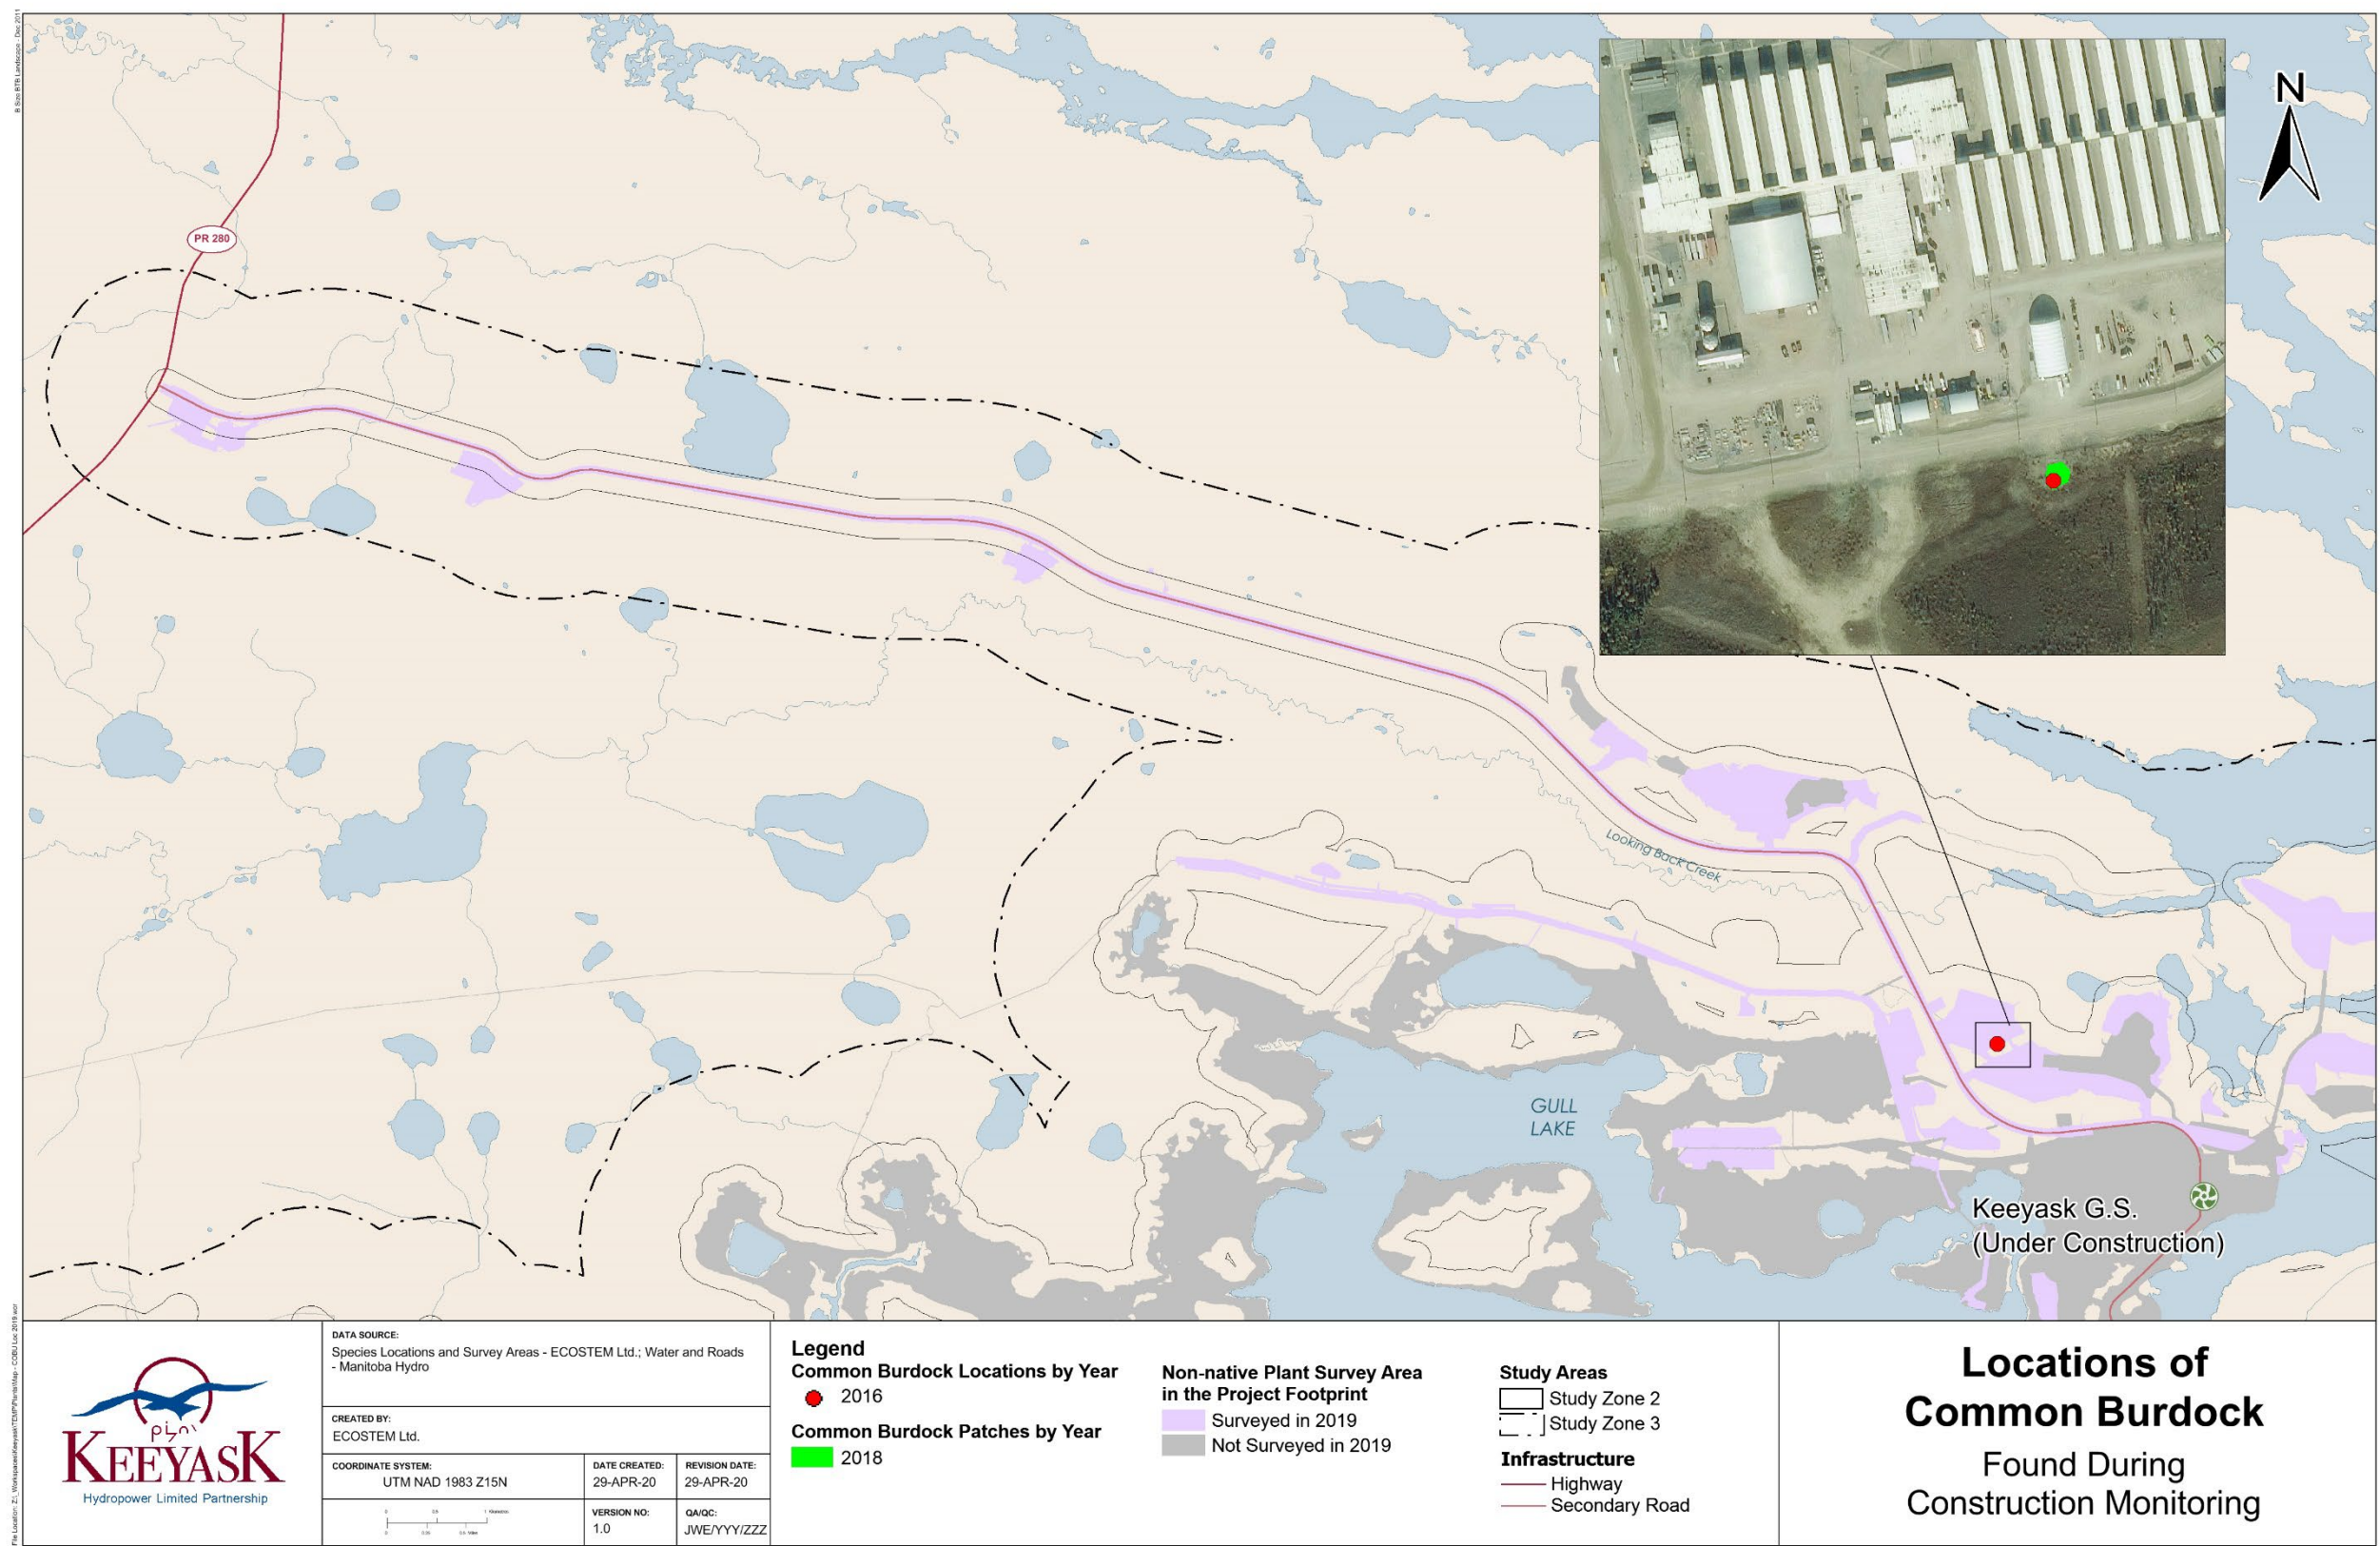 B Size BTB Landscape - Dec 2011
N
PR 280
Looking Back Creek
GULL
LAKE
Keeyask G.S.
(Under Construction)
KEEYASK
Hydropower Limited Partnership
DATA SOURCE:
Species Locations and Survey Areas - ECOSTEM Ltd.; Water and Roads
- Manitoba Hydro
CREATED BY:
ECOSTEM Ltd.
COORDINATE SYSTEM:
UTM NAD 1983 Z15N
DATE CREATED:
29-APR-20
REVISION DATE:
29-APR-20
VERSION NO:
1.0
QA/QC:
JWE/YYY/ZZZ
Legend
Common Burdock Locations by Year
2016
Common Burdock Patches by Year
2018
Non-native Plant Survey Area
in the Project Footprint
Surveyed in 2019
Not Surveyed in 2019
Study Areas
Study Zone 2
Study Zone 3
Infrastructure
Highway
Secondary Road
Locations of
Common Burdock
Found During
Construction Monitoring